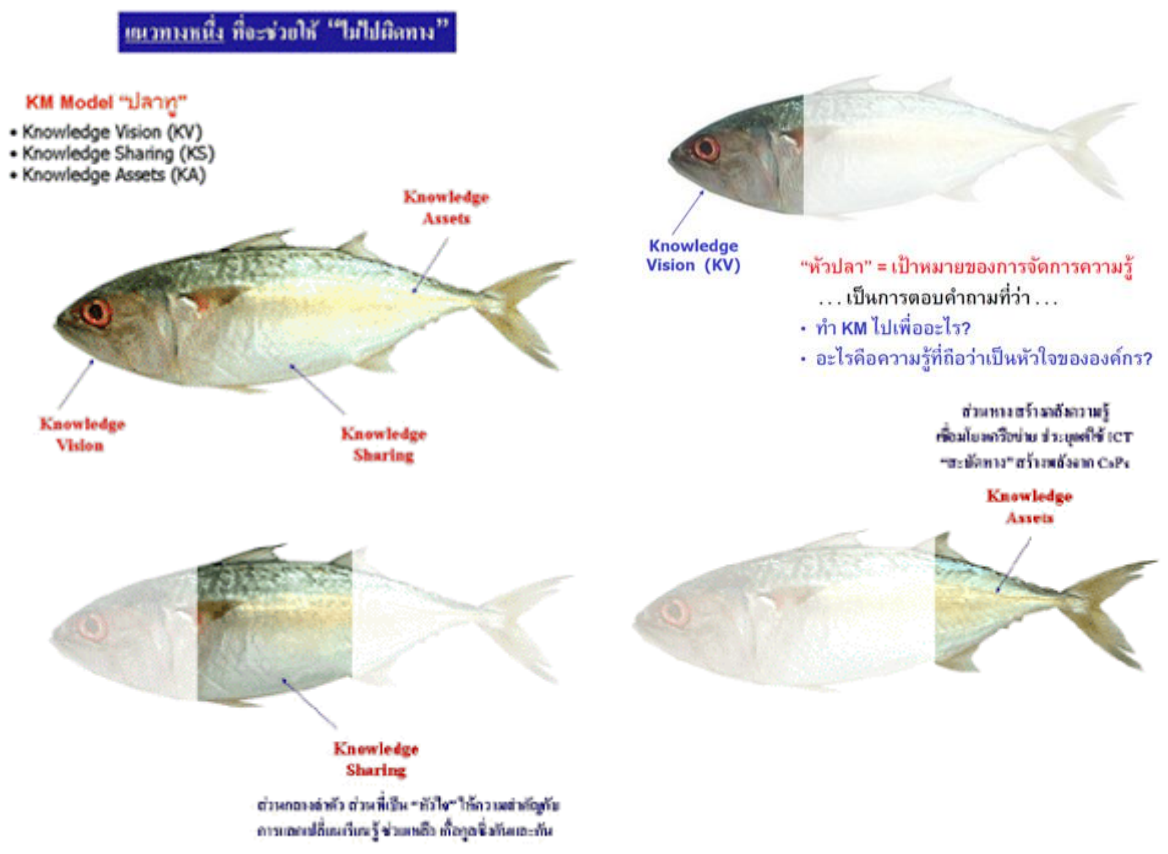 แนวทางหนึ่ง ที่จะช่วยให้ “ไม่ไปผิดทาง”
KM Model “ปลาทู”
• Knowledge Vision (KV)
• Knowledge Sharing (KS)
• Knowledge Assets (KA)
Knowledge
Assets
Knowledge
Vision
Knowledge
Sharing
Knowledge
Vision (KV)
“หัวปลา” = เป้าหมายของการจัดการความรู้
. . . เป็นการตอบคำถามที่ว่า . . .
• ทำ KM ไปเพื่ออะไร?
• อะไรคือความรู้ที่ถือว่าเป็นหัวใจขององค์กร?
Knowledge
Sharing
ส่วนกลางลำตัว ส่วนที่เป็น “หัวใจ” ให้ความสำคัญกับ
การแลกเปลี่ยนเรียนรู้ ช่วยเหลือ เกื้อกูลซึ่งกันและกัน
ส่วนหาง สร้างคลังความรู้
เชื่อมโยงเครือข่าย ประยุกต์ใช้ ICT
“สะบัดหาง” สร้างพลังจาก CoPs
Knowledge
Assets